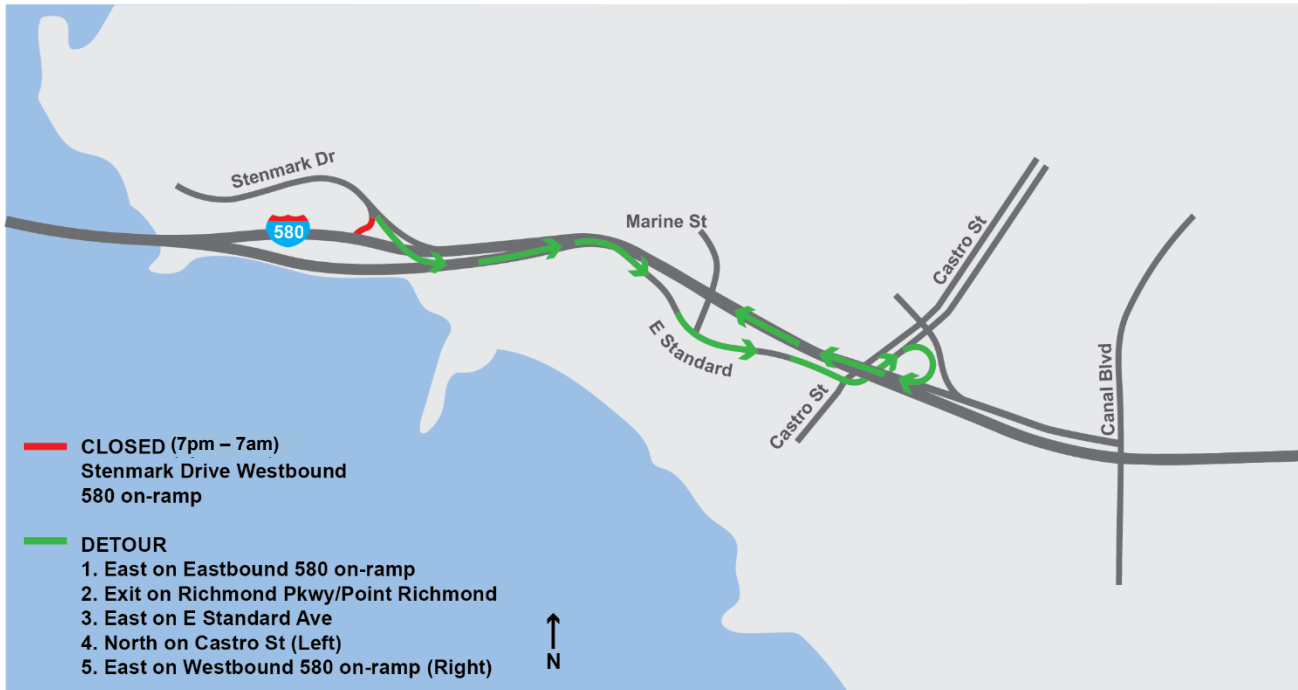 Stenmark Dr
580
Marine St
Castro St
E Standard
Castro St
Canal Blvd
CLOSED (7pm – 7am)
Stenmark Drive Westbound
580 on-ramp
DETOUR
1. East on Eastbound 580 on-ramp
2. Exit on Richmond Pkwy/Point Richmond
3. East on E Standard Ave
4. North on Castro St (Left)
5. East on Westbound 580 on-ramp (Right)
N